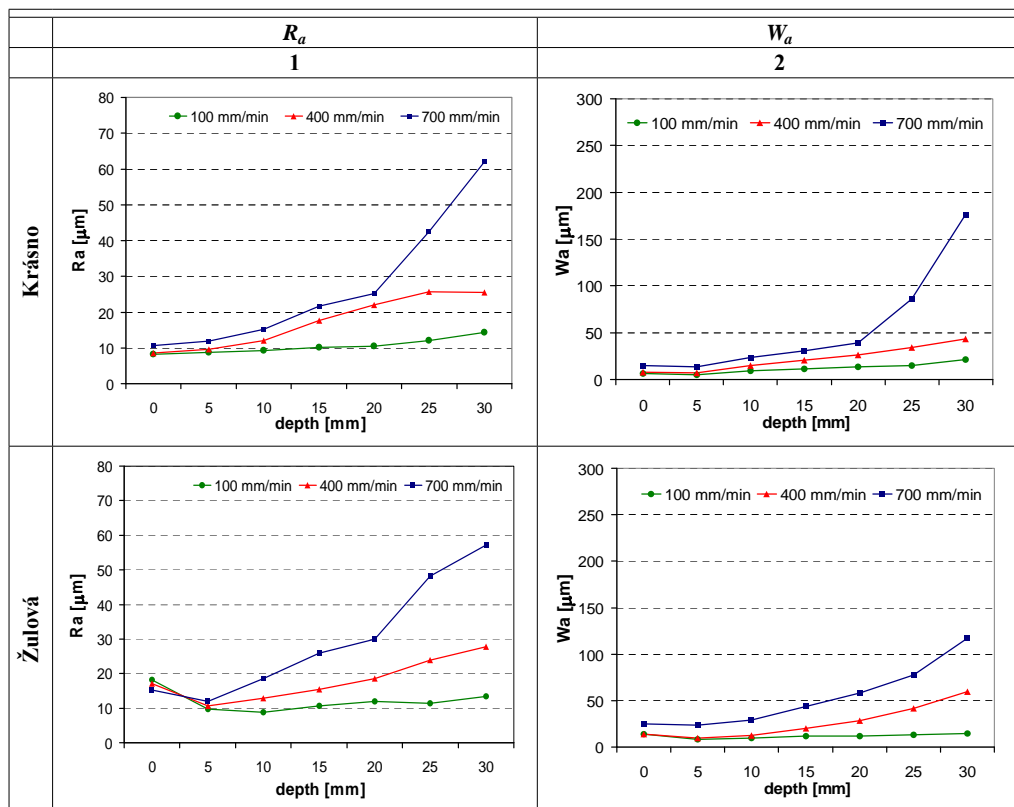 Rₐ
Wₐ
1
2
Krásno
80
70
60
50
40
30
20
10
0
Ra [µm]
100 mm/min
400 mm/min
700 mm/min
0 5 10 15 20 25 30
depth [mm]
300
250
200
150
100
50
0
Wa [µm]
100 mm/min
400 mm/min
700 mm/min
0 5 10 15 20 25 30
depth [mm]
Žulová
80
70
60
50
40
30
20
10
0
Ra [µm]
100 mm/min
400 mm/min
700 mm/min
0 5 10 15 20 25 30
depth [mm]
300
250
200
150
100
50
0
Wa [µm]
100 mm/min
400 mm/min
700 mm/min
0 5 10 15 20 25 30
depth [mm]